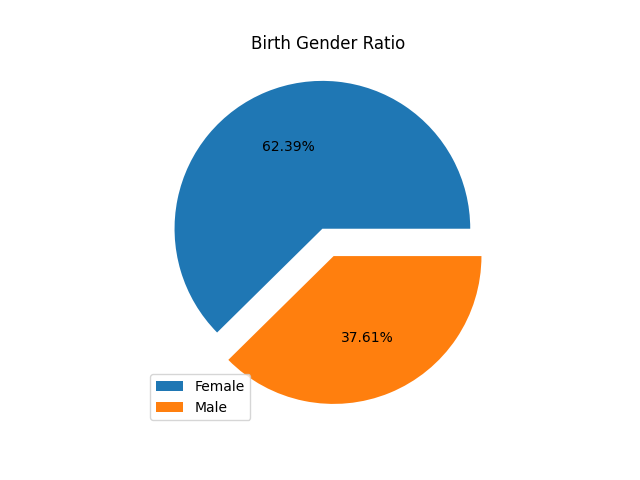 Birth Gender Ratio
62.39%
37.61%
Female
Male